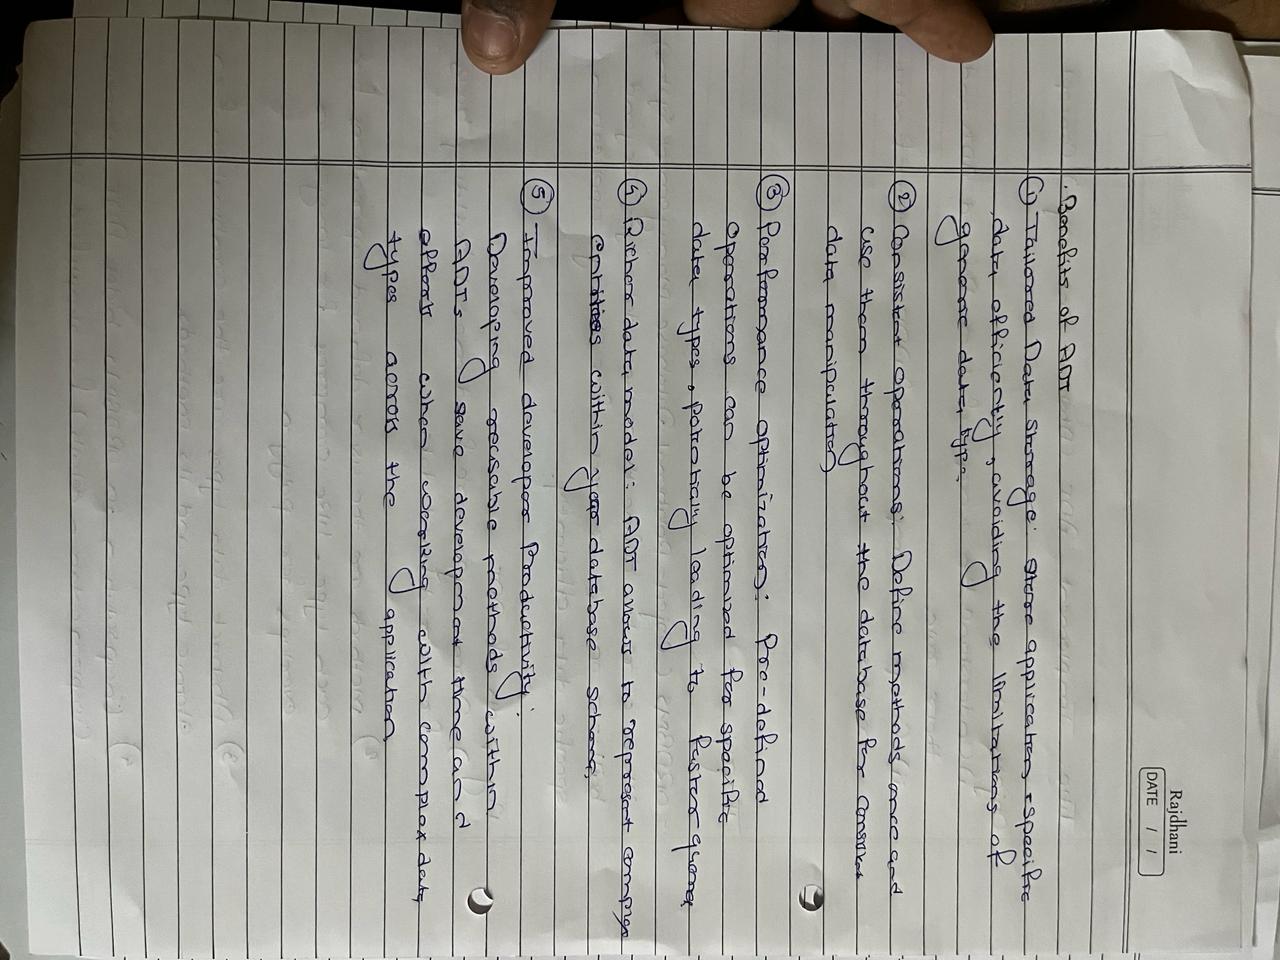 Rajdhani
DATE / /
Benefits of ADT
① Tailored Data storage: store application specific
data efficiently, avoiding the limitations of
generic data type.
② Consistent operations: Define methods once and
use them throughout the database for consistent
data manipulation
③ Performance optimization: Pre-defined
operations can be optimized for specific
data types, potentially leading to faster queries
④ Richer data model: ADT allows to represent complex
entities within your database schema,
⑤ Improved developer Productivity:
Developing reusable methods within
ADTs save development time and
effort when working with complex data
types across the application